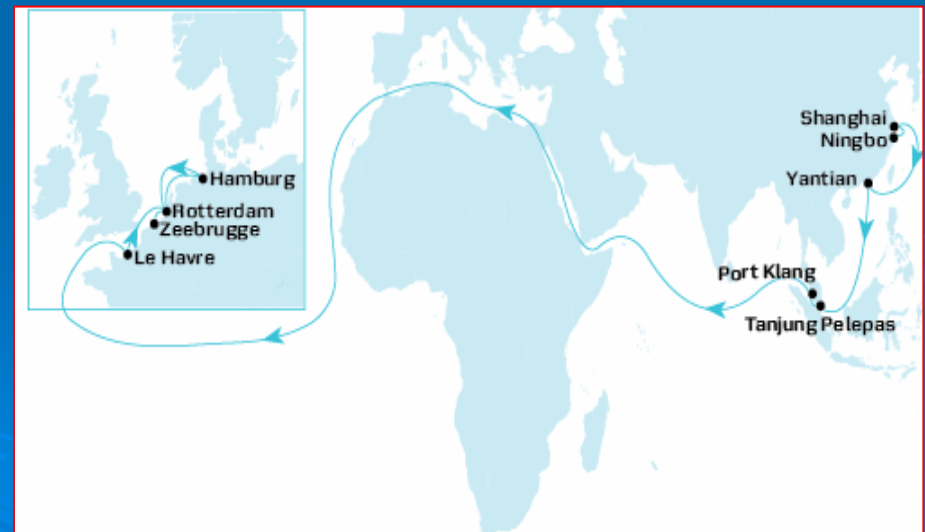 Hamburg
Rotterdam
Zeebrugge
Le Havre
Shanghai
Ningbo
Yantian
Port Klang
Tanjung Pelepas